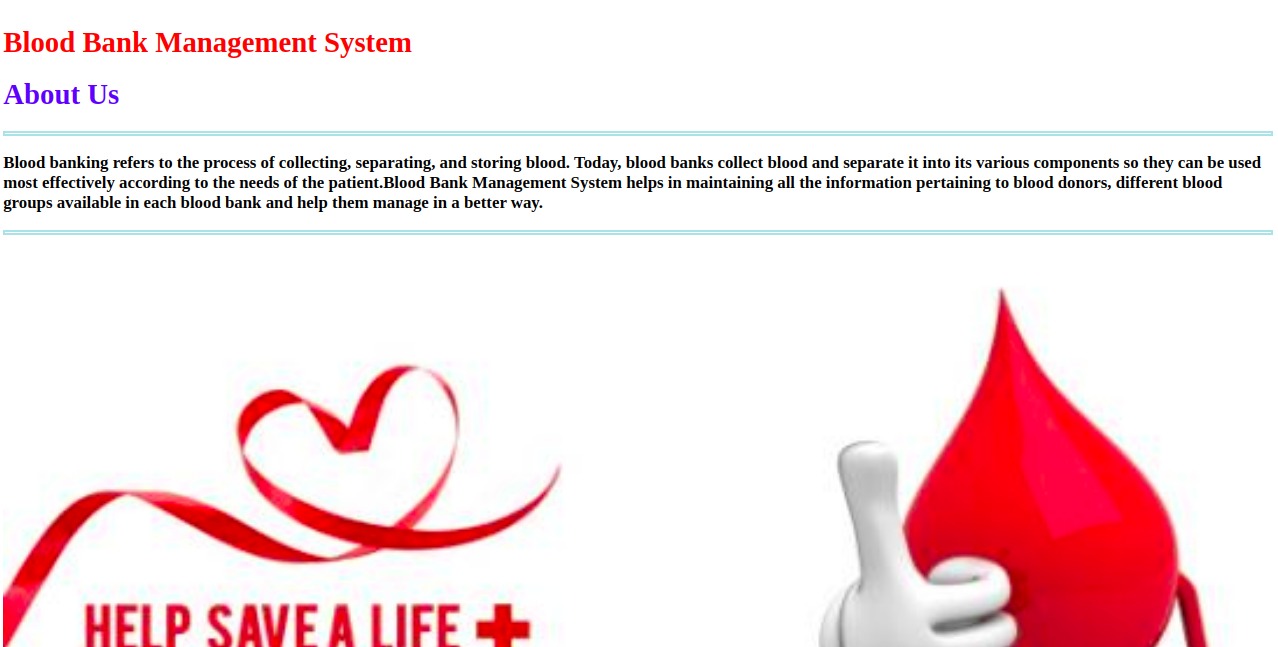 Blood Bank Management System
About Us
Blood banking refers to the process of collecting, separating, and storing blood. Today, blood banks collect blood and separate it into its various components so they can be used
most effectively according to the needs of the patient.Blood Bank Management System helps in maintaining all the information pertaining to blood donors, different blood
groups available in each blood bank and help them manage in a better way.
HELP SAVE A LIFE